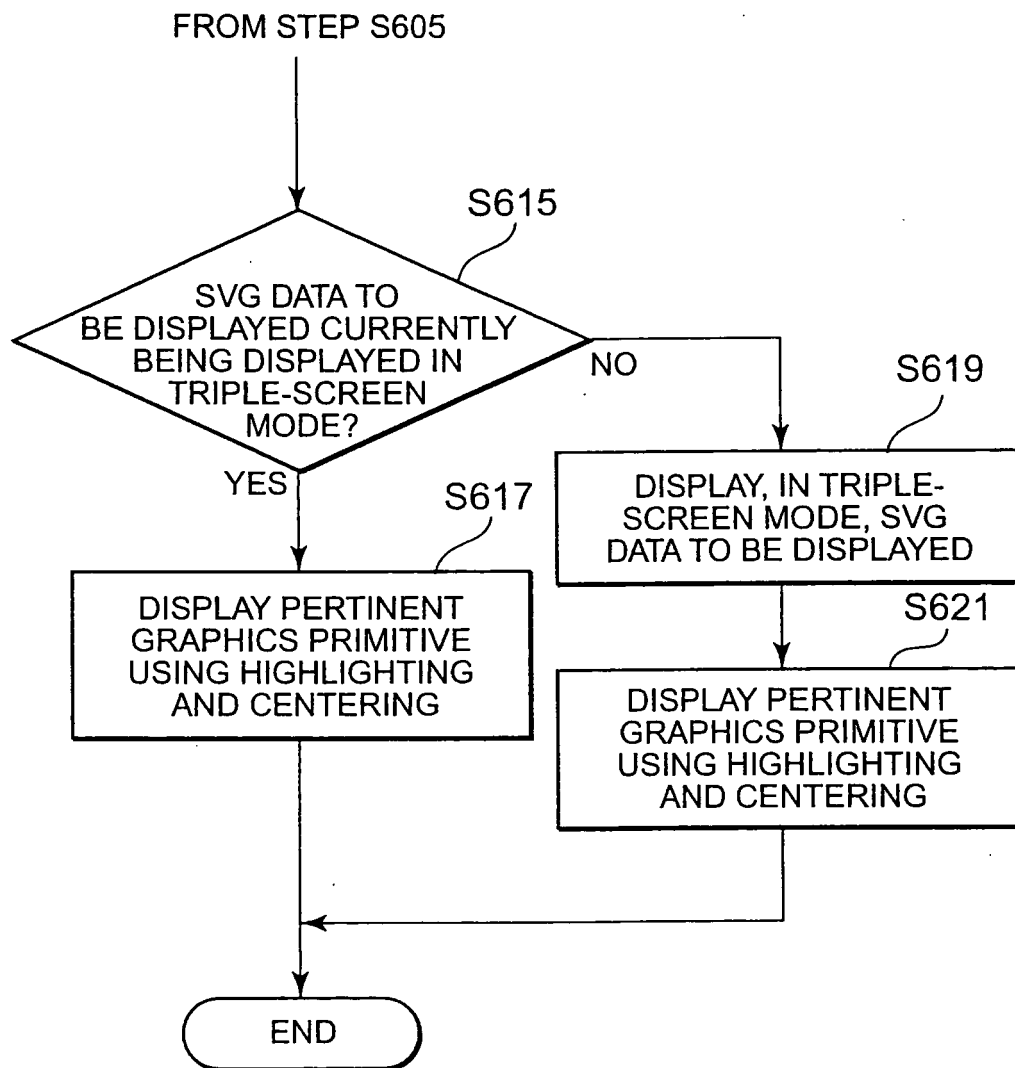 FROM STEP S605
S615
SVG DATA TO
BE DISPLAYED CURRENTLY
BEING DISPLAYED IN
TRIPLE-SCREEN
MODE?
NO
YES
S619
DISPLAY, IN TRIPLE-
SCREEN MODE, SVG
DATA TO BE DISPLAYED
S617
DISPLAY PERTINENT
GRAPHICS PRIMITIVE
USING HIGHLIGHTING
AND CENTERING
S621
DISPLAY PERTINENT
GRAPHICS PRIMITIVE
USING HIGHLIGHTING
AND CENTERING
END